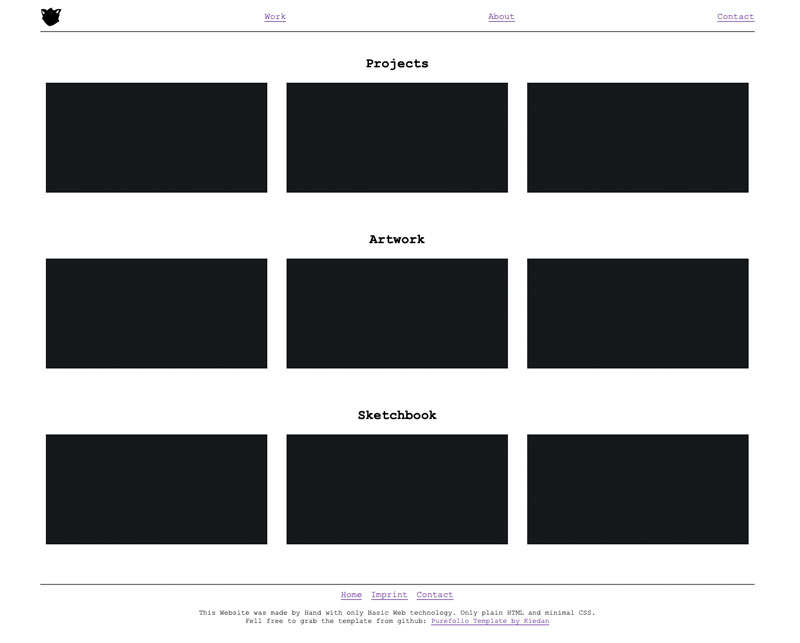 Work About Contact
Projects
Artwork
Sketchbook
Home Imprint Contact
This Website was made by Hand with only Basic Web technology. Only plain HTML and minimal CSS.
Fell free to grab the template from github: Purefolio Template by Kiedan